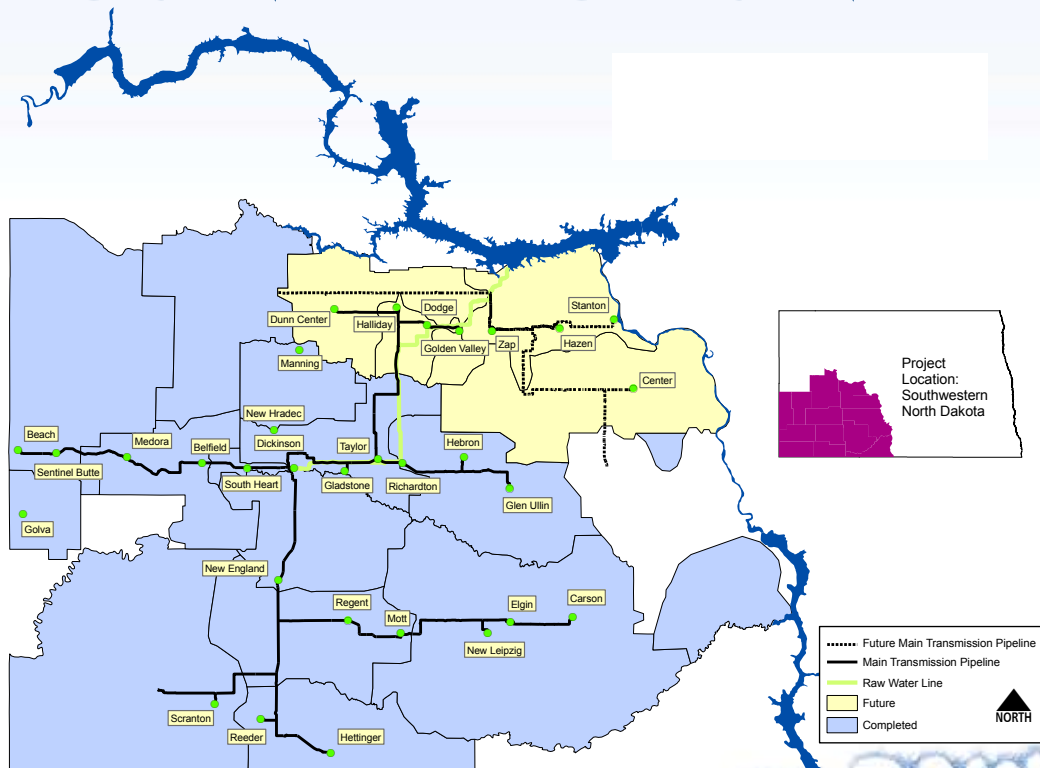 Stanton
Dodge
Dunn Center
Halliday
Golden Valley
Zap
Hazen
Manning
Center
New Hradec
Beach
Medora
Belfield
Dickinson
Taylor
Hebron
Sentinel Butte
South Heart
Gladstone
Richardton
Glen Ullin
Golva
New England
Regent
Mott
Elgin
Carson
New Leipzig
Scranton
Reeder
Hettinger
Project
Location:
Southwestern
North Dakota
Future Main Transmission Pipeline
Main Transmission Pipeline
Raw Water Line
Future
Completed
NORTH